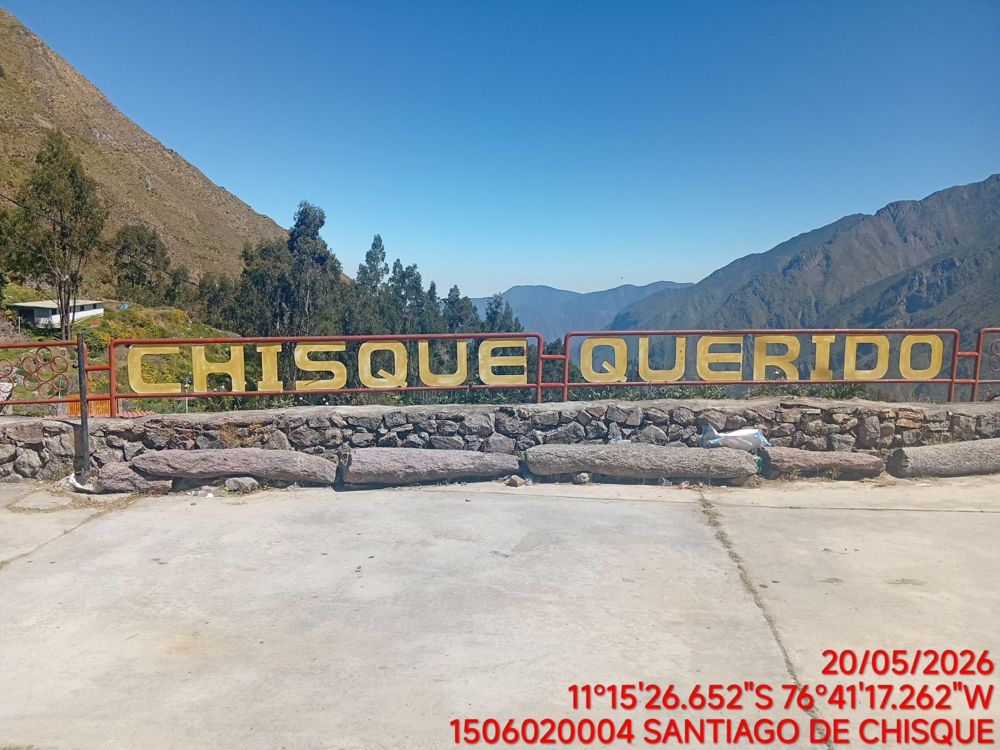 CHISQUE QUERIDO
20/05/2026
11°15'26.652"S 76°41'17.262"W
1506020004 SANTIAGO DE CHISQUE